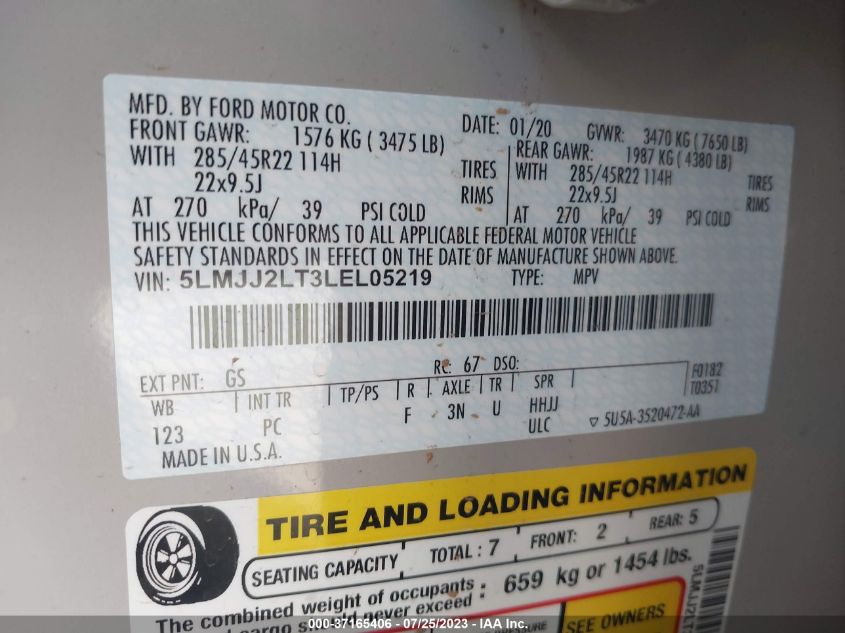 MFD. BY FORD MOTOR CO.
DATE: 01/20 GVWR: 3470 KG ( 7650 LB)
FRONT GAWR: 1576 KG ( 3475 LB)
REAR GAWR: 1987 KG ( 4380 LB)
WITH 285/45R22 114H TIRES
WITH 285/45R22 114H TIRES
22x9.5J RIMS
22x9.5J RIMS
AT 270 kPa/ 39 PSI COLD
AT 270 kPa/ 39 PSI COLD
THIS VEHICLE CONFORMS TO ALL APPLICABLE FEDERAL MOTOR VEHICLE
SAFETY STANDARDS IN EFFECT ON THE DATE OF MANUFACTURE SHOWN ABOVE.
VIN: 5LMJJ2LT3LEL05219 TYPE: MPV
EXT PNT: GS RC: 67 DSO: F0182
T0351
WB INT TR TP/PS R AXLE TR SPR
123 PC F 3N U HHJJ
ULC ▽ 5U5A-3520472-AA
MADE IN U.S.A.
TIRE AND LOADING INFORMATION
SEATING CAPACITY TOTAL : 7 FRONT: 2 REAR: 5
The combined weight of occupants : 659 kg or 1454 lbs.
never exceed
SEE OWNERS
5LMJJ2LT
000-37165406 - 07/25/2023 - IAA Inc.